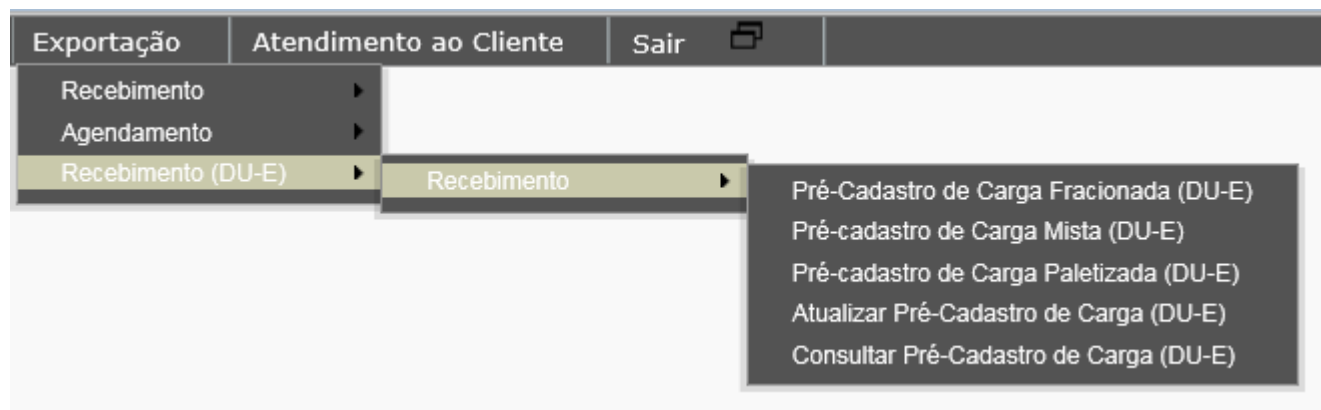 Exportação
Atendimento ao Cliente
Sair
Recebimento
Agendamento
Recebimento (DU-E)
Recebimento
Pré-Cadastro de Carga Fracionada (DU-E)
Pré-cadastro de Carga Mista (DU-E)
Pré-cadastro de Carga Paletizada (DU-E)
Atualizar Pré-Cadastro de Carga (DU-E)
Consultar Pré-Cadastro de Carga (DU-E)